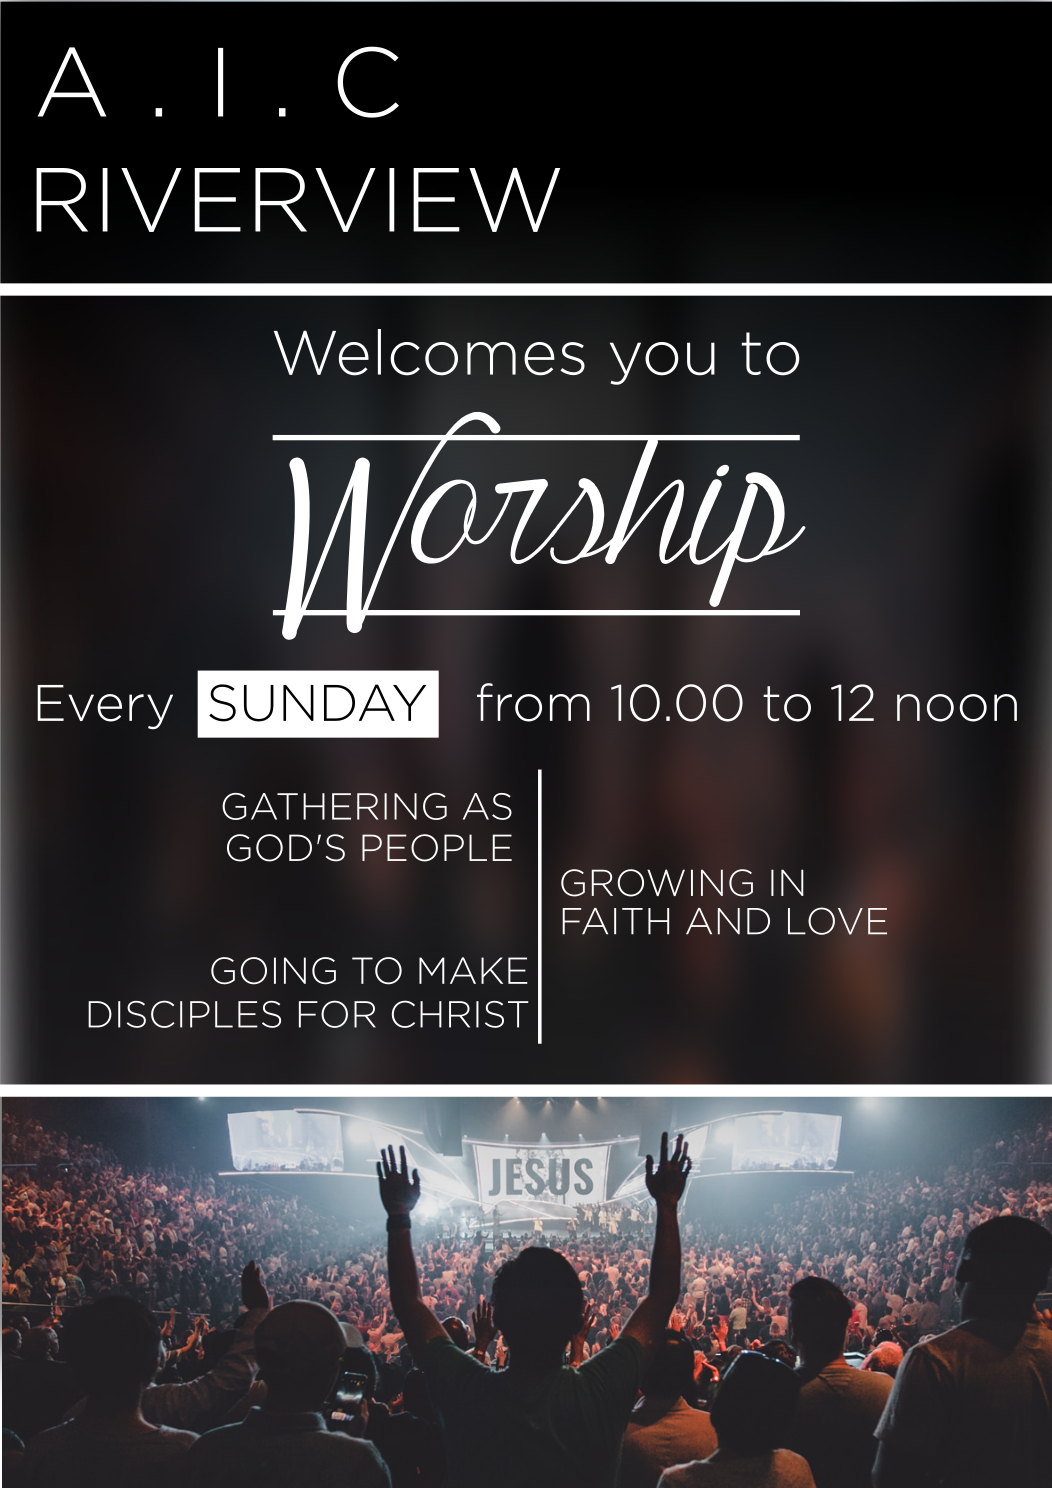 A . I . C
RIVERVIEW
Welcomes you to
Worship
Every SUNDAY from 10.00 to 12 noon
GATHERING AS
GOD'S PEOPLE
GROWING IN
FAITH AND LOVE
GOING TO MAKE
DISCIPLES FOR CHRIST
JESUS